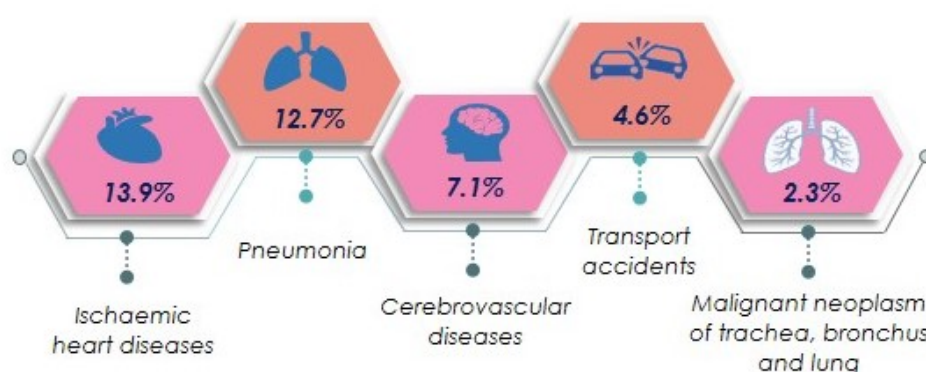 13.9%
Ischaemic
heart diseases
12.7%
Pneumonia
7.1%
Cerebrovascular
diseases
4.6%
Transport
accidents
2.3%
Malignant neoplasm
of trachea, bronchus
and lung